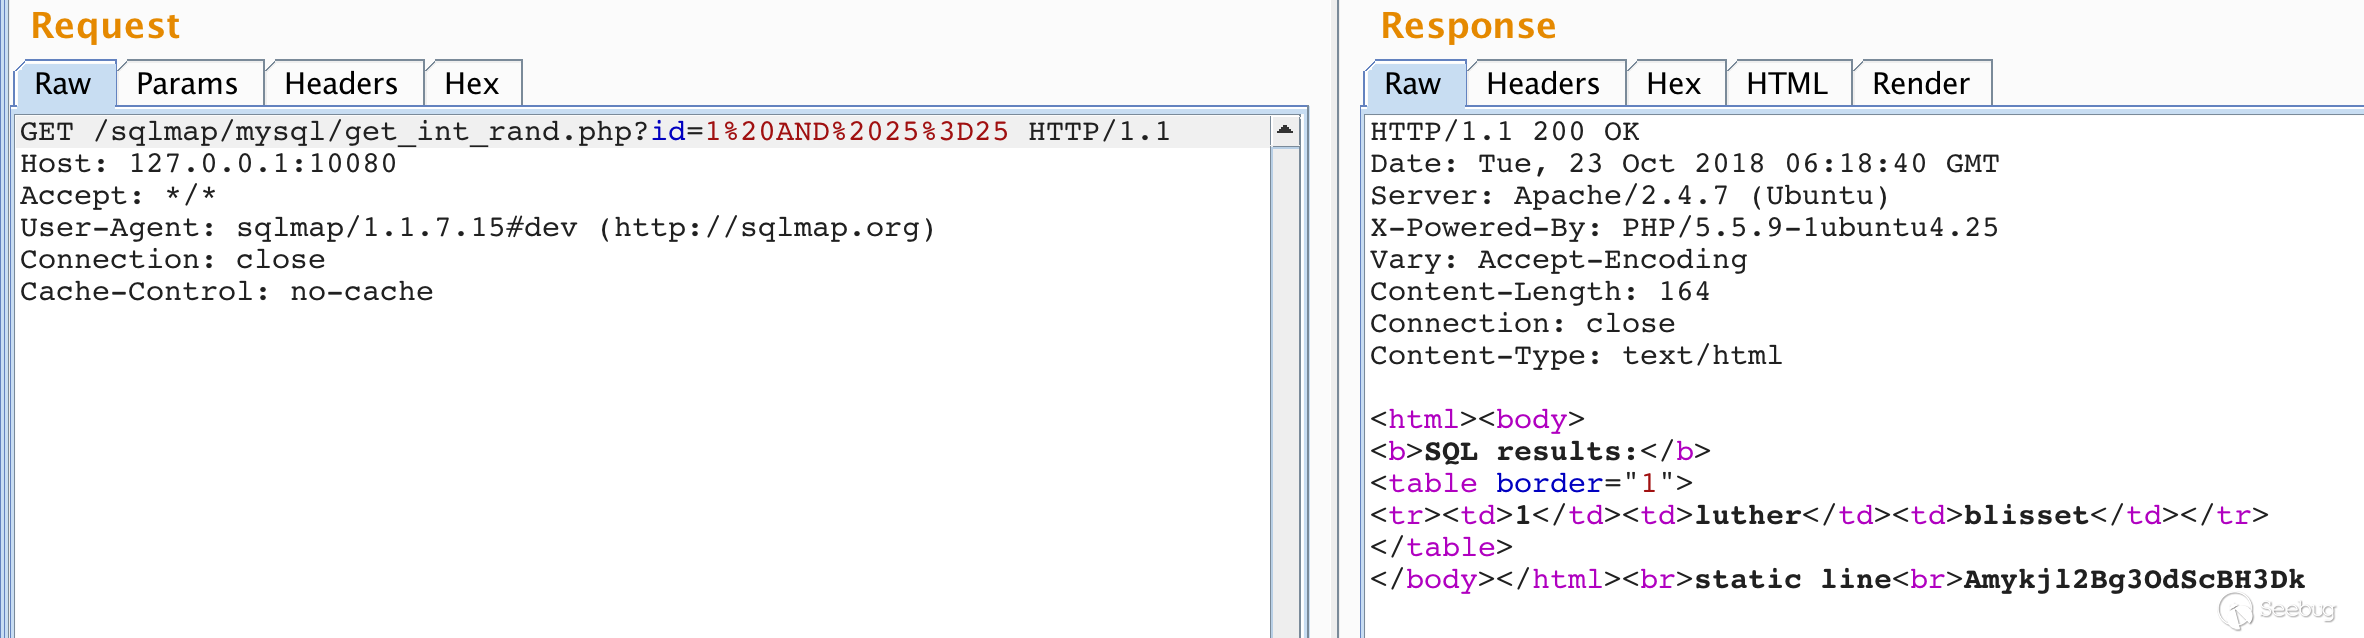 Request
Raw Params Headers Hex
GET /sqlmap/mysql/get_int_rand.php?id=1%20AND%2025%3D25 HTTP/1.1
Host: 127.0.0.1:10080
Accept: */*
User-Agent: sqlmap/1.1.7.15#dev (http://sqlmap.org)
Connection: close
Cache-Control: no-cache
Response
Raw Headers Hex HTML Render
HTTP/1.1 200 OK
Date: Tue, 23 Oct 2018 06:18:40 GMT
Server: Apache/2.4.7 (Ubuntu)
X-Powered-By: PHP/5.5.9-1ubuntu4.25
Vary: Accept-Encoding
Content-Length: 164
Connection: close
Content-Type: text/html
<html><body>
<b>SQL results:</b>
<table border="1">
<tr><td>1</td><td>luther</td><td>blisset</td></tr>
</table>
</body></html><br>static line<br>Amykjl2Bg3OdScBH3Dk
Seebug